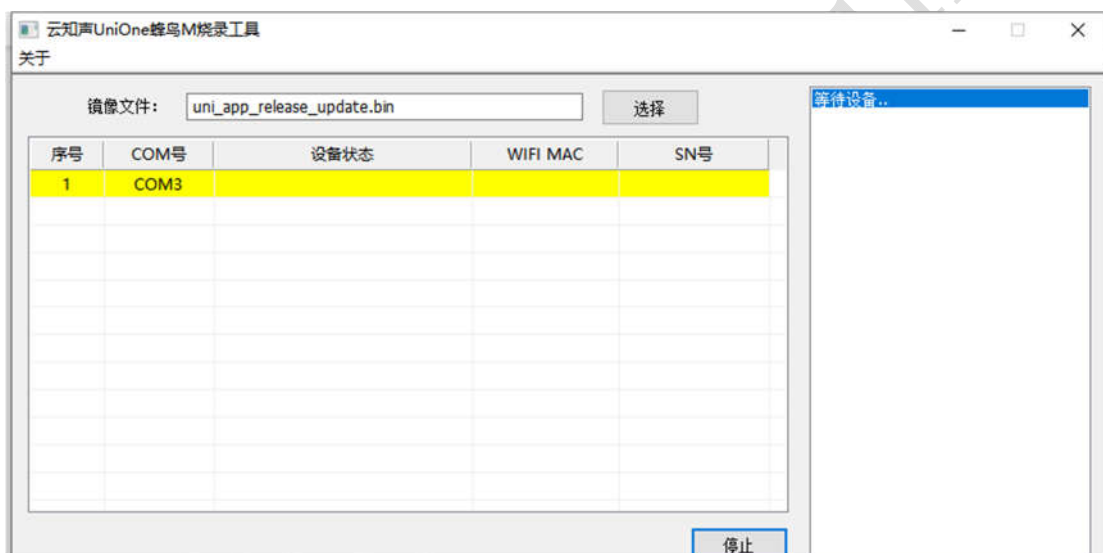 云知声UniOne蜂鸟M烧录工具
关于
镜像文件: uni_app_release_update.bin 选择
等待设备..
序号 COM号 设备状态 WIFI MAC SN号
1 COM3
停止